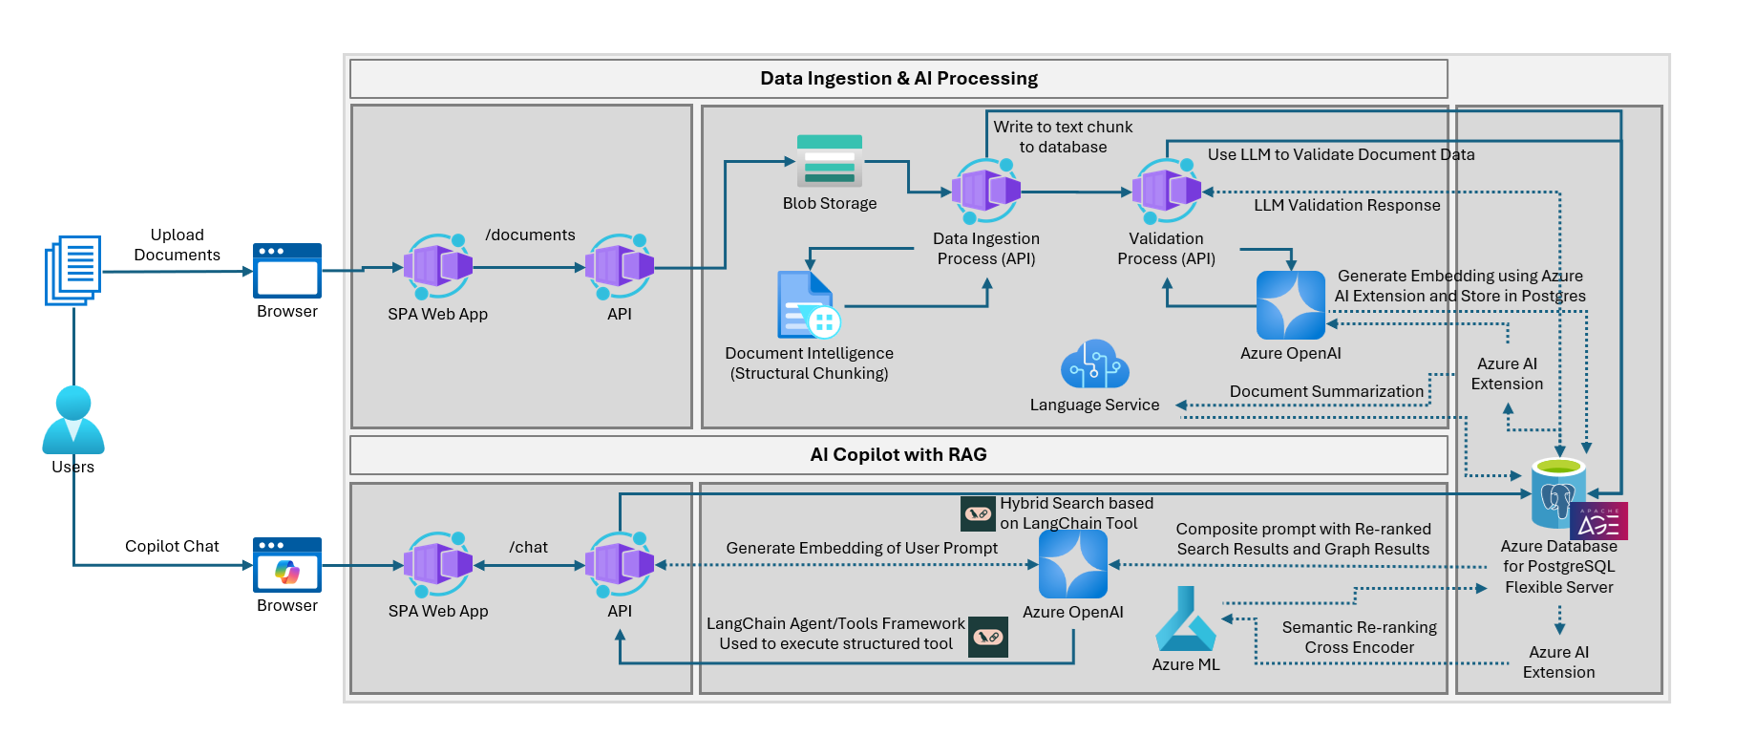 Data Ingestion & AI Processing
Write to text chunk
to database
Use LLM to Validate Document Data
Blob Storage
LLM Validation Response
Upload
Documents
/documents
Data Ingestion
Process (API)
Validation
Process (API)
Browser
SPA Web App
API
Generate Embedding using Azure
AI Extension and Store in Postgres
Document Intelligence
(Structural Chunking)
Azure OpenAI
Azure AI
Extension
Language Service
Document Summarization
Users
AI Copilot with RAG
Hybrid Search based
on LangChain Tool
APACHE
AGE
Copilot Chat
/chat
Generate Embedding of User Prompt
Composite prompt with Re-ranked
Search Results and Graph Results
Azure Database
for PostgreSQL
Flexible Server
Browser
SPA Web App
API
Azure OpenAI
LangChain Agent/Tools Framework
Used to execute structured tool
Azure ML
Semantic Re-ranking
Cross Encoder
Azure AI
Extension